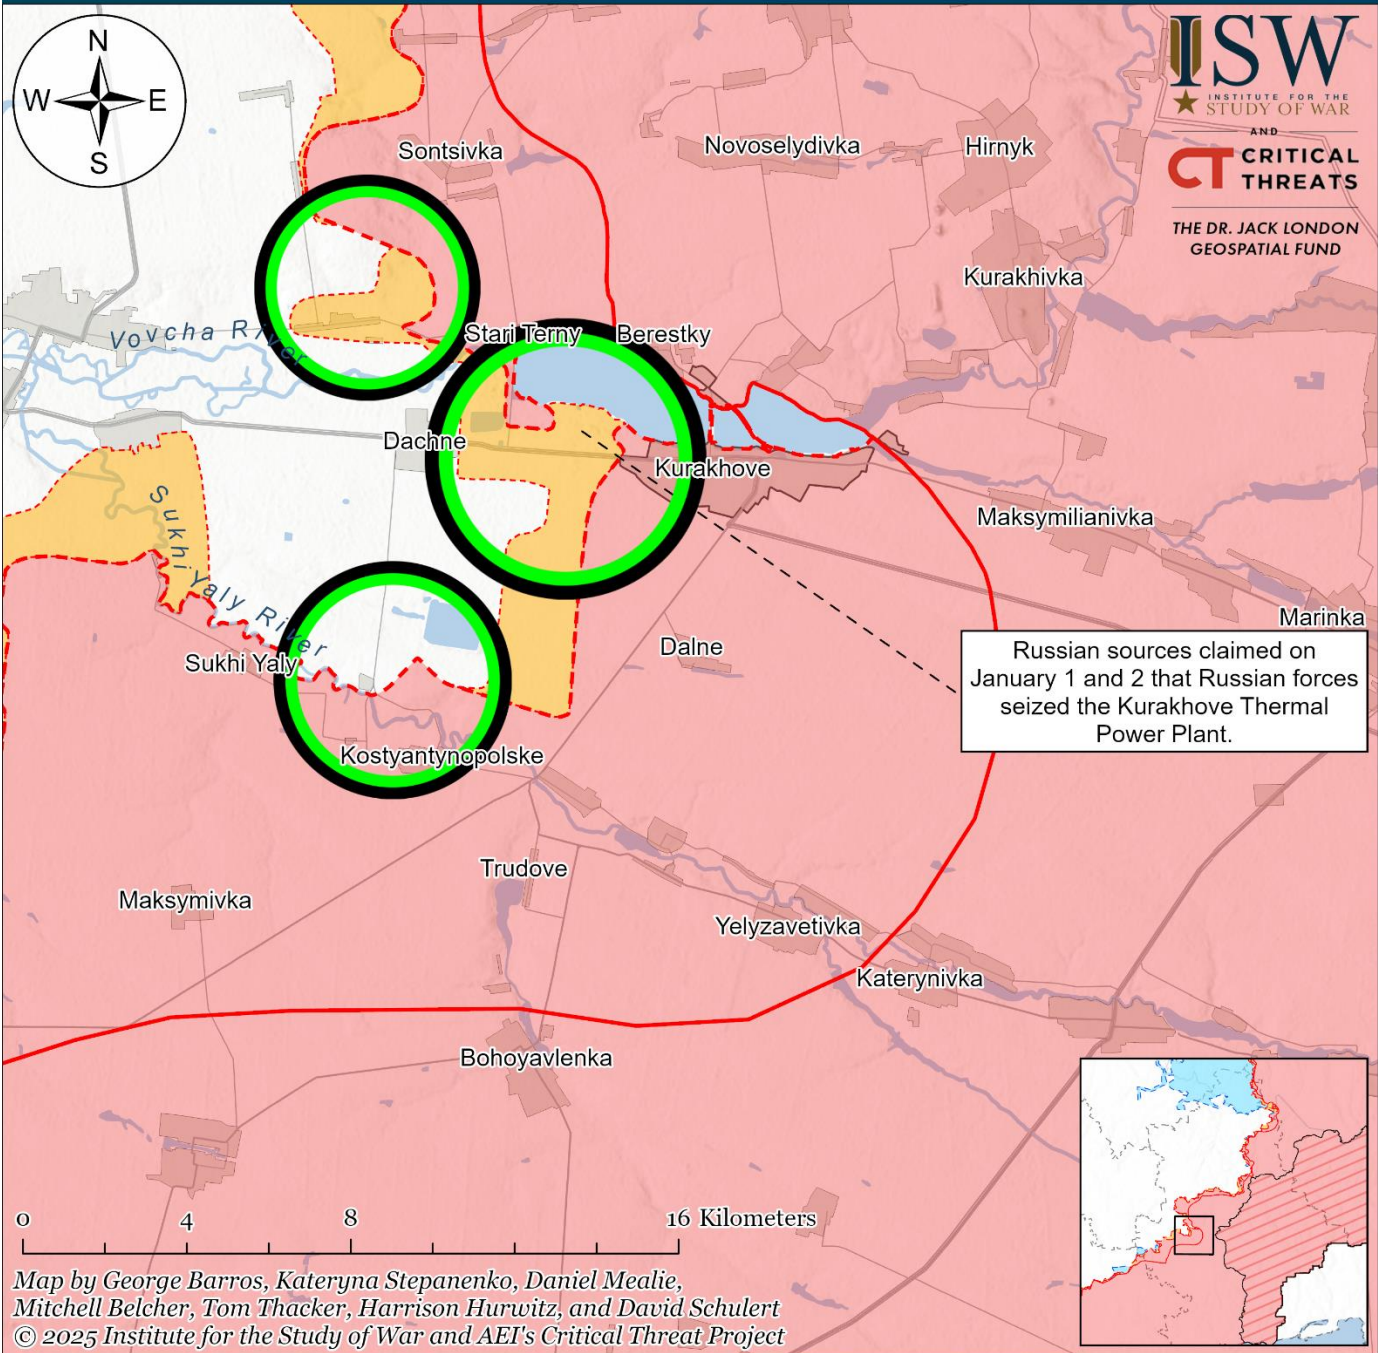 N
W E
S
ISW
INSTITUTE FOR THE
STUDY OF WAR
AND
CT CRITICAL
THREATS
THE DR. JACK LONDON
GEOSPATIAL FUND
Sontsivka
Novoselydivka
Hirnyk
Kurakhivka
Vovcha River
Stari Terny
Berestky
Dachne
Kurakhove
Maksymilianivka
Sukhi Yaly River
Marinka
Sukhi Yaly
Dalne
Russian sources claimed on
January 1 and 2 that Russian forces
seized the Kurakhove Thermal
Power Plant.
Kostyantynopolske
Trudove
Maksymivka
Yelyzavetivka
Katerynivka
Bohoyavlenka
0 4 8 16 Kilometers
Map by George Barros, Kateryna Stepanenko, Daniel Mealie,
Mitchell Belcher, Tom Thacker, Harrison Hurwitz, and David Schulert
© 2025 Institute for the Study of War and AEI's Critical Threat Project